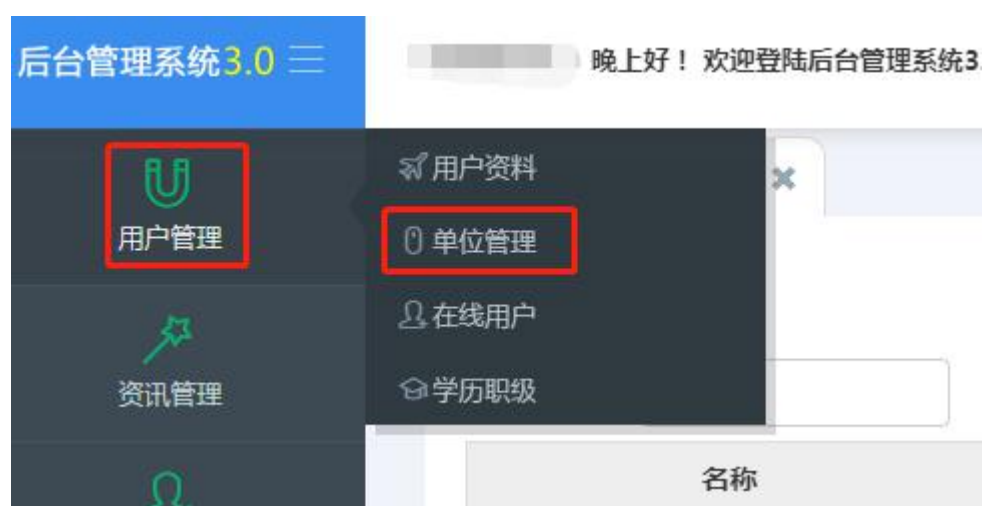 后台管理系统3.0
晚上好！ 欢迎登陆后台管理系统3.
用户管理
用户资料
单位管理
在线用户
学历职级
资讯管理
名称